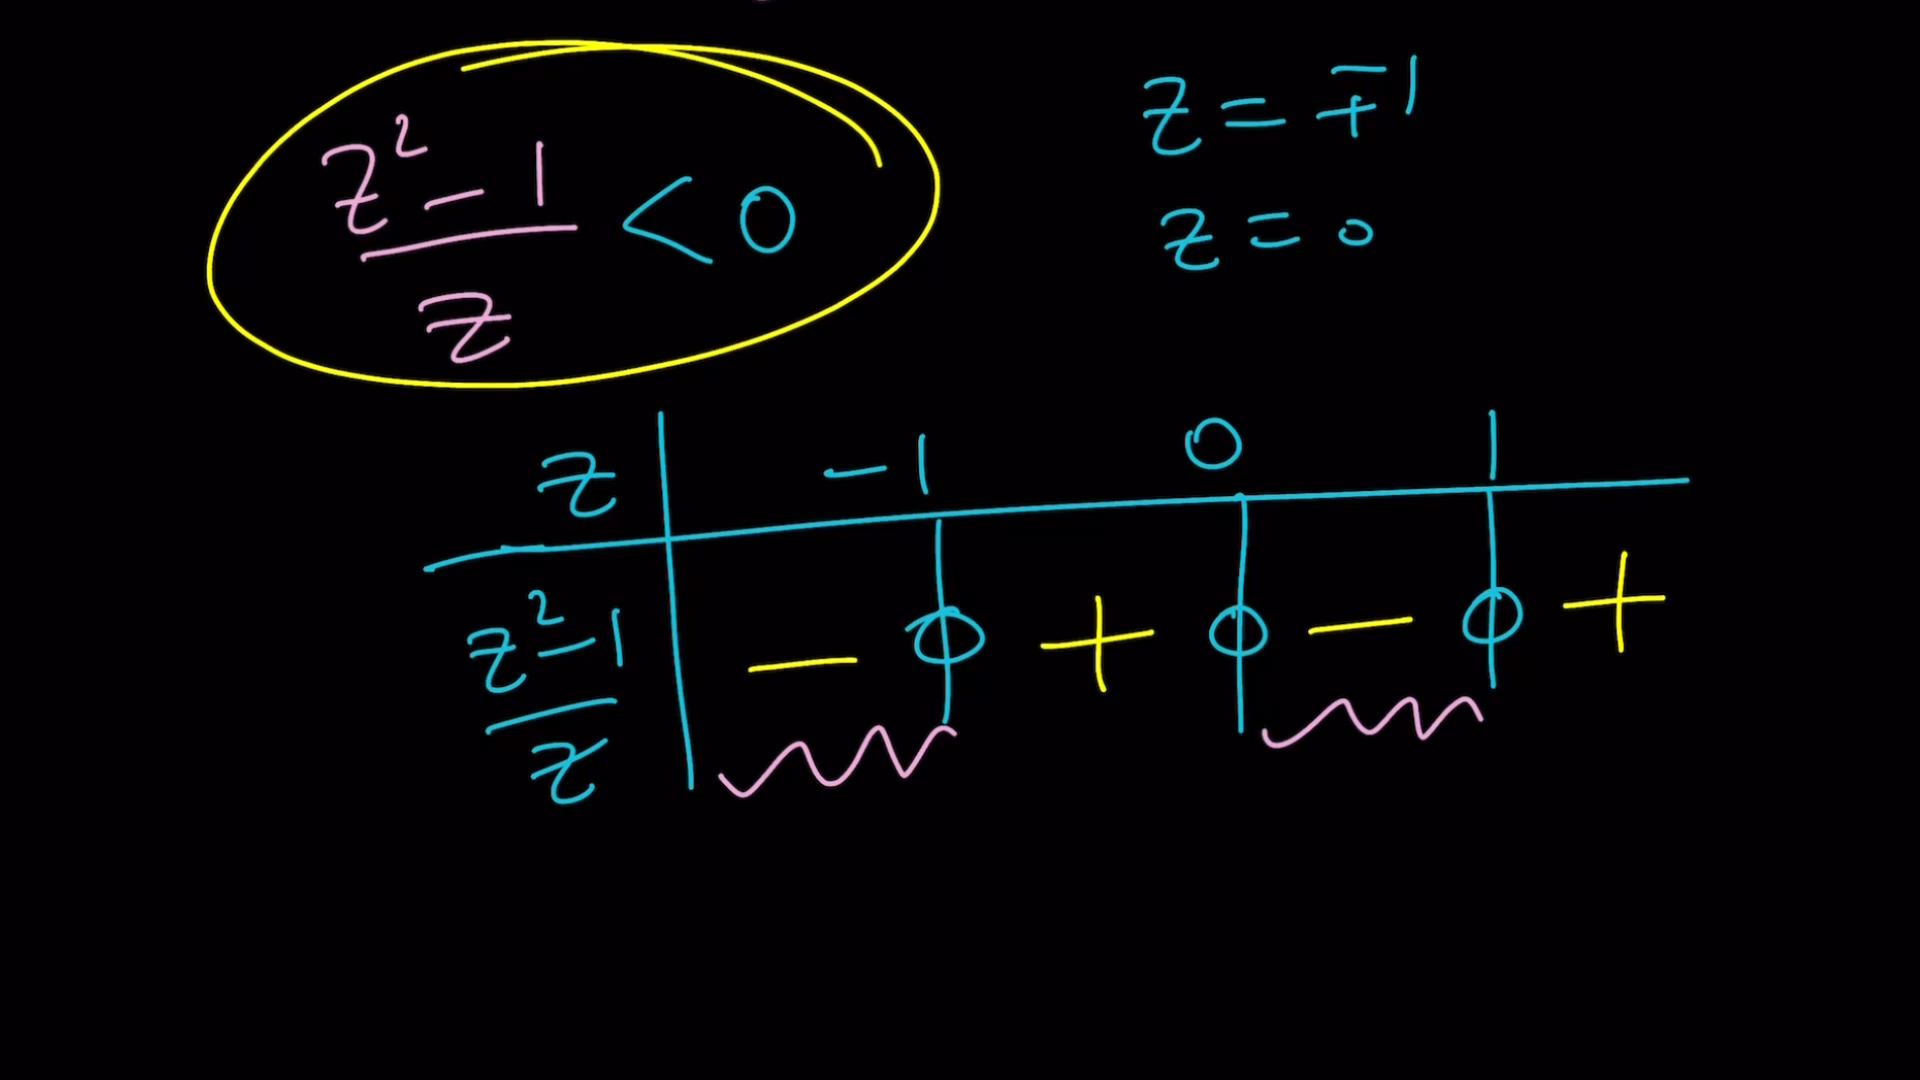 z² - 1
/ z < 0
z = ∓1
z = 0
z | -1 0 1
(z² - 1) / z | - 0 + 0 - 0 +